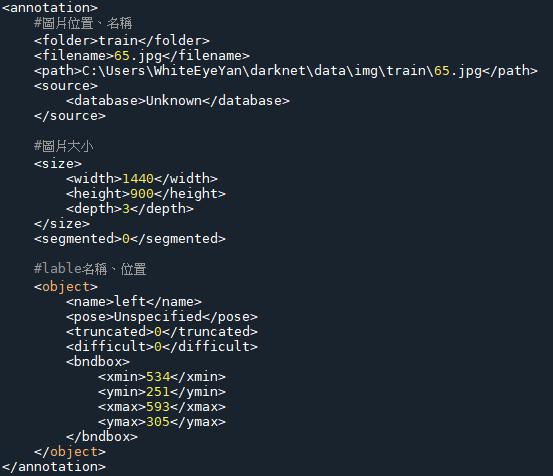 <annotation>
#圖片位置、名稱
<folder>train</folder>
<filename>65.jpg</filename>
<path>C:\Users\WhiteEyeYan\darknet\data\img\train\65.jpg</path>
<source>
<database>Unknown</database>
</source>
#圖片大小
<size>
<width>1440</width>
<height>900</height>
<depth>3</depth>
</size>
<segmented>0</segmented>
#lable名稱、位置
<object>
<name>left</name>
<pose>Unspecified</pose>
<truncated>0</truncated>
<difficult>0</difficult>
<bndbox>
<xmin>534</xmin>
<ymin>251</ymin>
<xmax>593</xmax>
<ymax>305</ymax>
</bndbox>
</object>
</annotation>